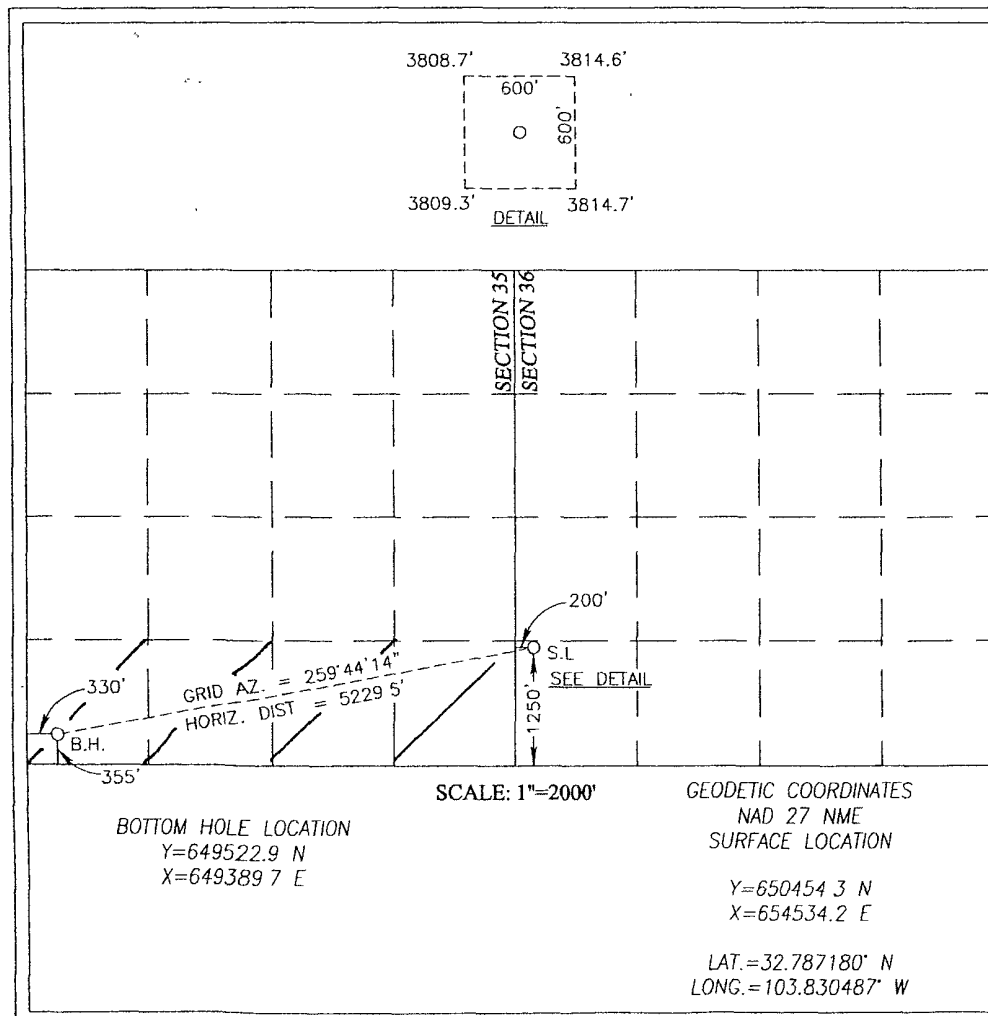 3808.7' 3814.6'
600'
600'
3809.3' 3814.7'
DETAIL
SECTION 35
SECTION 36
200'
S.L
SEE DETAIL
GRID AZ. = 259°44'14"
HORIZ. DIST = 5229 5'
330'
B.H.
355'
1250'
SCALE: 1"=2000'
BOTTOM HOLE LOCATION
Y=649522.9 N
X=649389 7 E
GEODETIC COORDINATES
NAD 27 NME
SURFACE LOCATION
Y=650454 3 N
X=654534.2 E
LAT.=32.787180° N
LONG.=103.830487° W